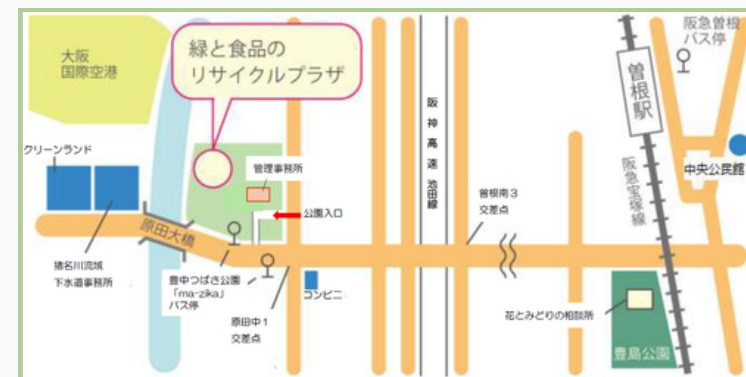 大阪
国際空港
緑と食品の
リサイクルプラザ
阪急曽根
バス停
曽根駅
阪神高速 池田線
クリーンランド
管理事務所
中央公民館
阪急宝塚線
公園入口
曽根南3
交差点
原田大橋
猪名川流域
下水道事務所
豊中つばさ公園
「ma-zika」
バス停
コンビニ
原田中1
交差点
花とみどりの相談所
豊島公園